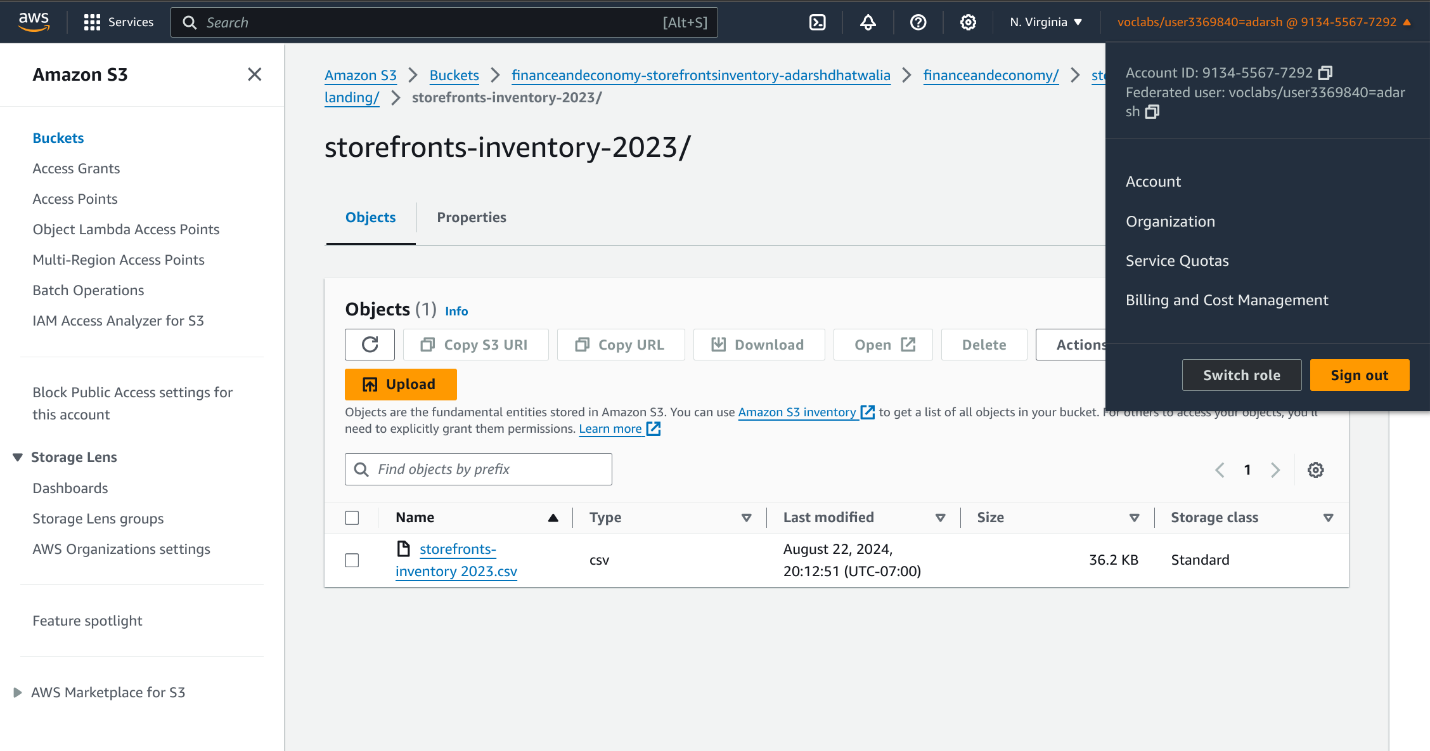 aws
Services
Search
[Alt+S]
N. Virginia
voclabs/user3369840=adarsh @ 9134-5567-7292
Amazon S3
Buckets
Access Grants
Access Points
Object Lambda Access Points
Multi-Region Access Points
Batch Operations
IAM Access Analyzer for S3
Block Public Access settings for
this account
Storage Lens
Dashboards
Storage Lens groups
AWS Organizations settings
Feature spotlight
AWS Marketplace for S3
Amazon S3 > Buckets > financeandeconomy-storefrontsinventory-adarshdhatwalia > financeandeconomy/ >
landing/ > storefronts-inventory-2023/
storefronts-inventory-2023/
Objects
Properties
Objects (1) Info
Copy S3 URI
Copy URL
Download
Open
Delete
Actions
Upload
Objects are the fundamental entities stored in Amazon S3. You can use Amazon S3 inventory to get a list of all objects in your bucket. For others to access your objects, you'll
need to explicitly grant them permissions. Learn more
Find objects by prefix
1
Name
Type
Last modified
Size
Storage class
storefronts-
inventory 2023.csv
csv
August 22, 2024,
20:12:51 (UTC-07:00)
36.2 KB
Standard
Account ID: 9134-5567-7292
Federated user: voclabs/user3369840=adar
sh
Account
Organization
Service Quotas
Billing and Cost Management
Switch role
Sign out